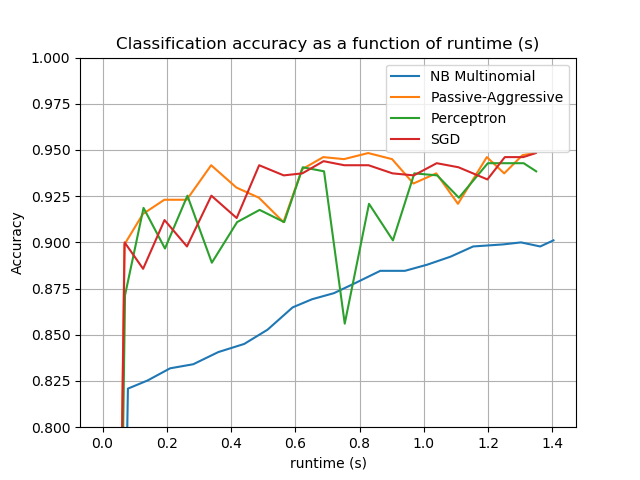 Classification accuracy as a function of runtime (s)
1.000
0.975
0.950
0.925
0.900
0.875
0.850
0.825
0.800
Accuracy
NB Multinomial
Passive-Aggressive
Perceptron
SGD
0.0 0.2 0.4 0.6 0.8 1.0 1.2 1.4
runtime (s)